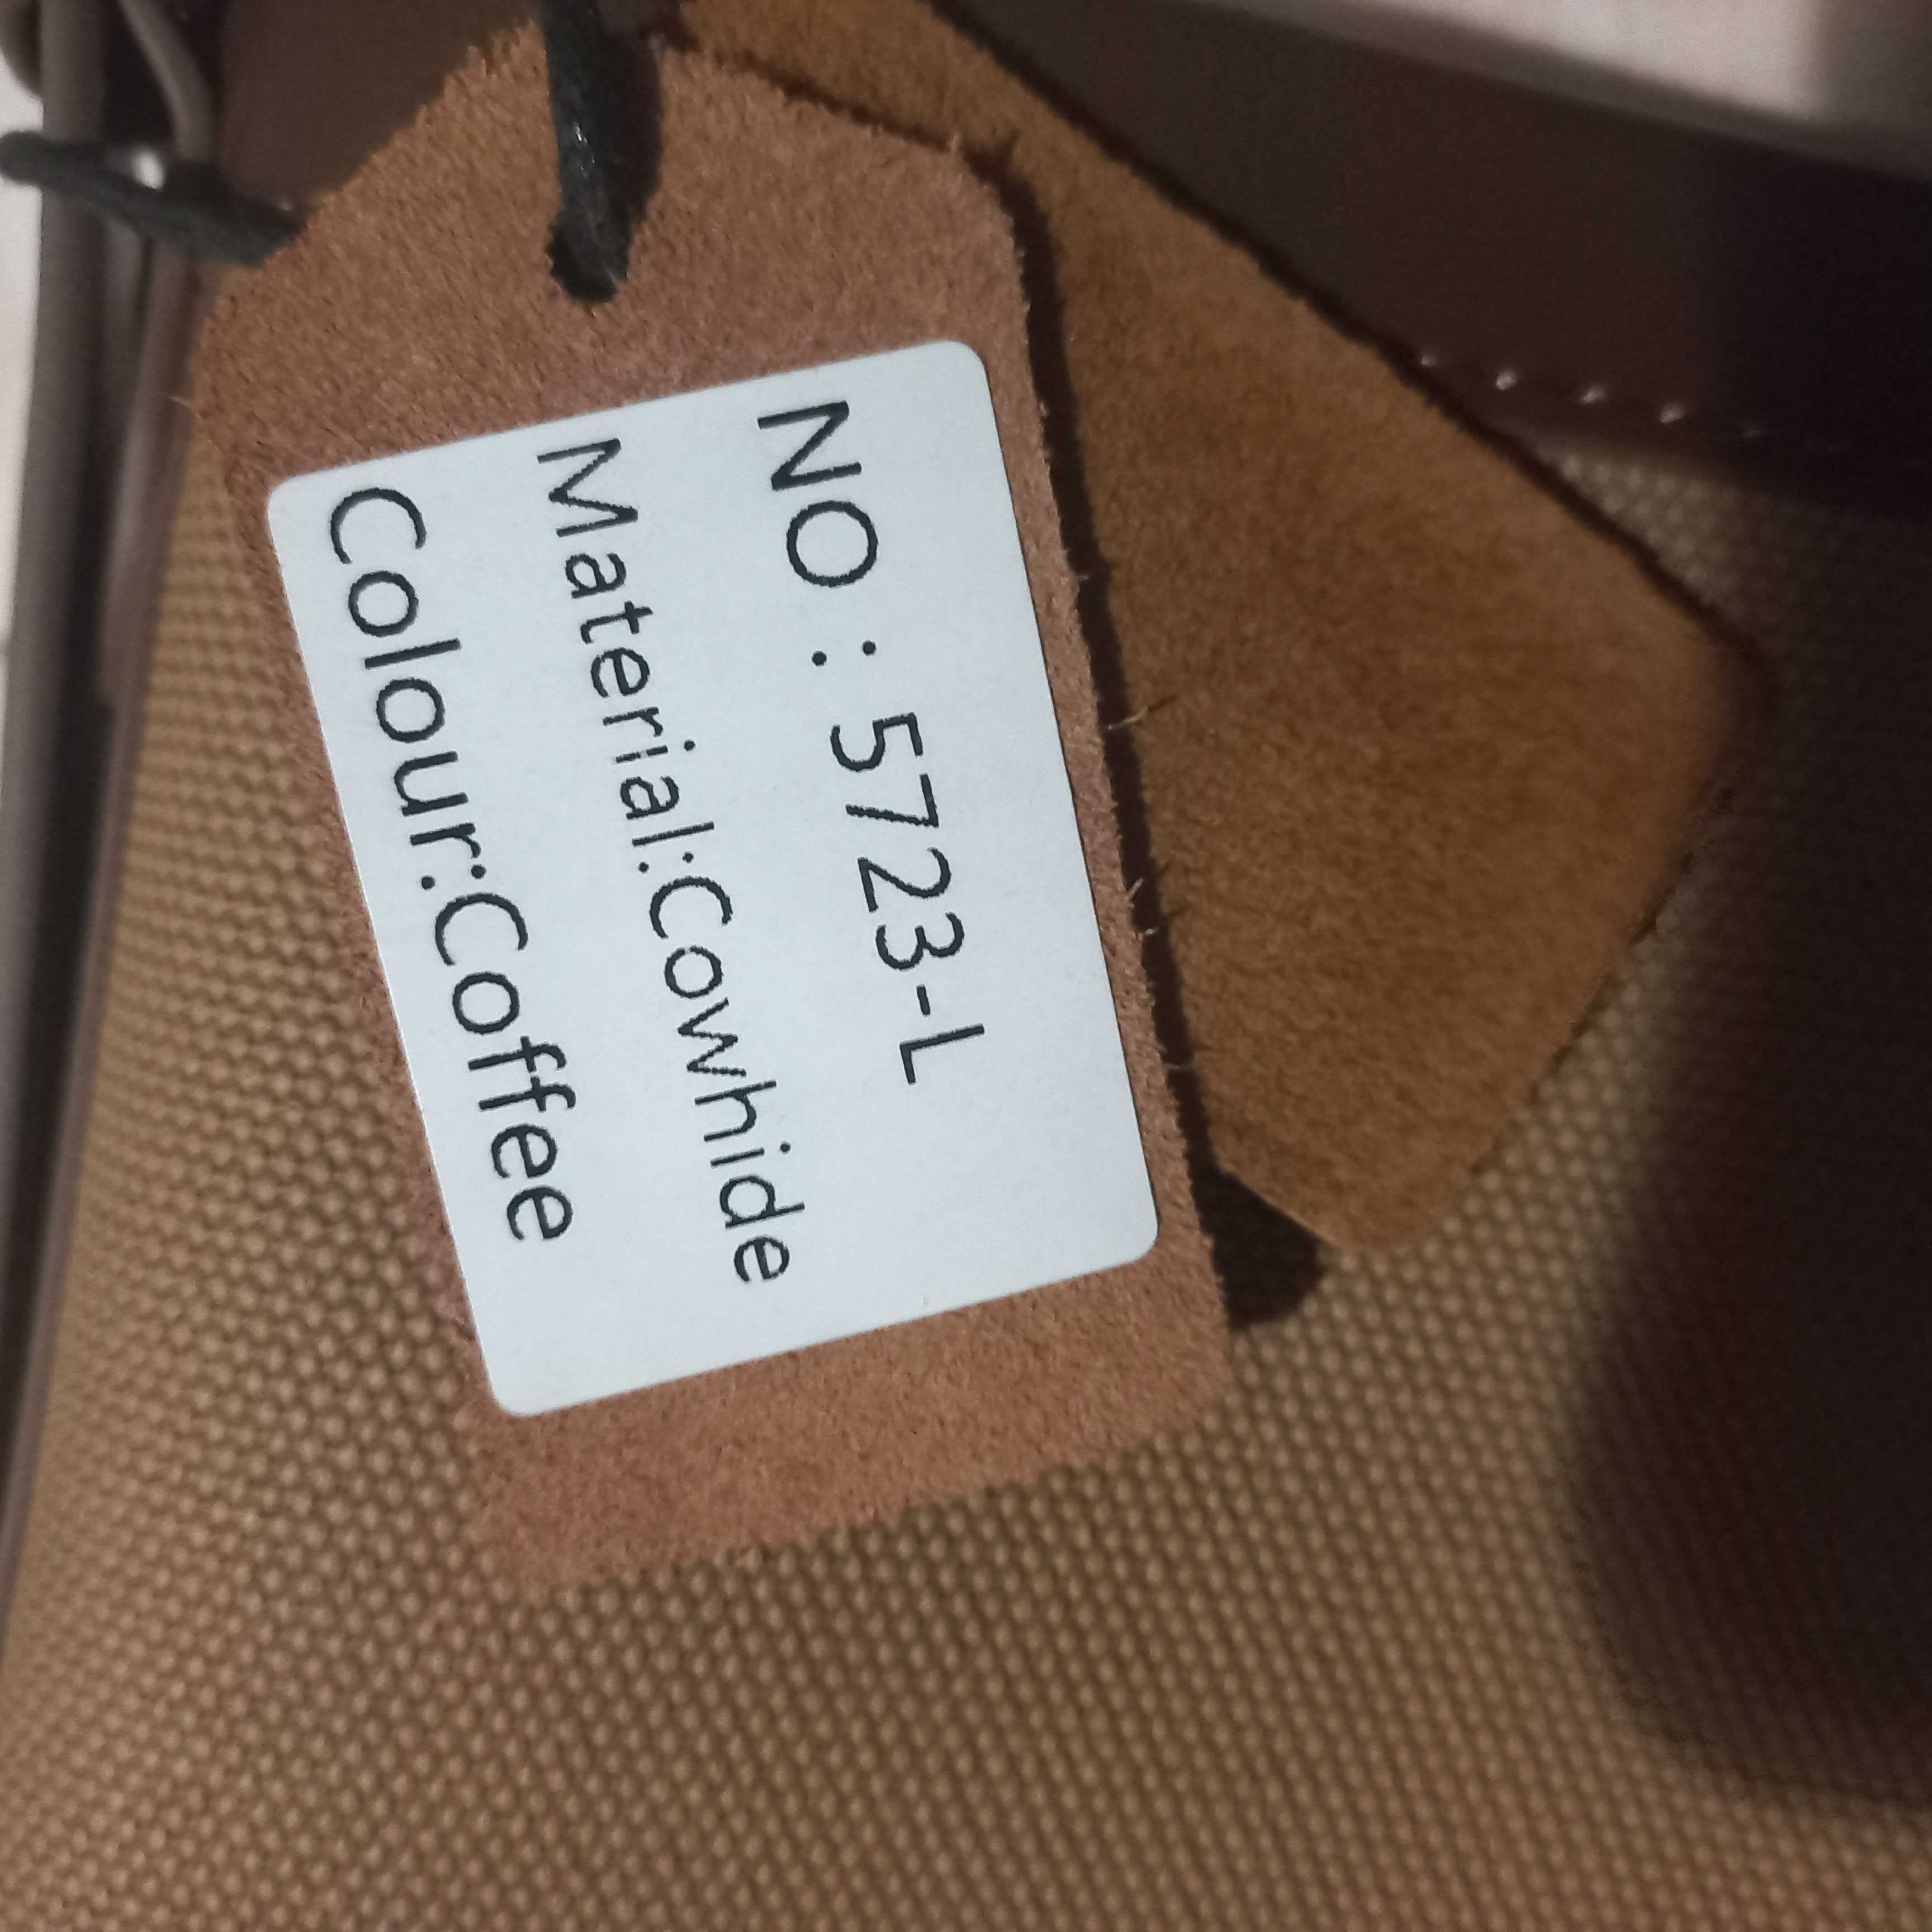 NO : 5723-L
Material:Cowhide
Colour:Coffee